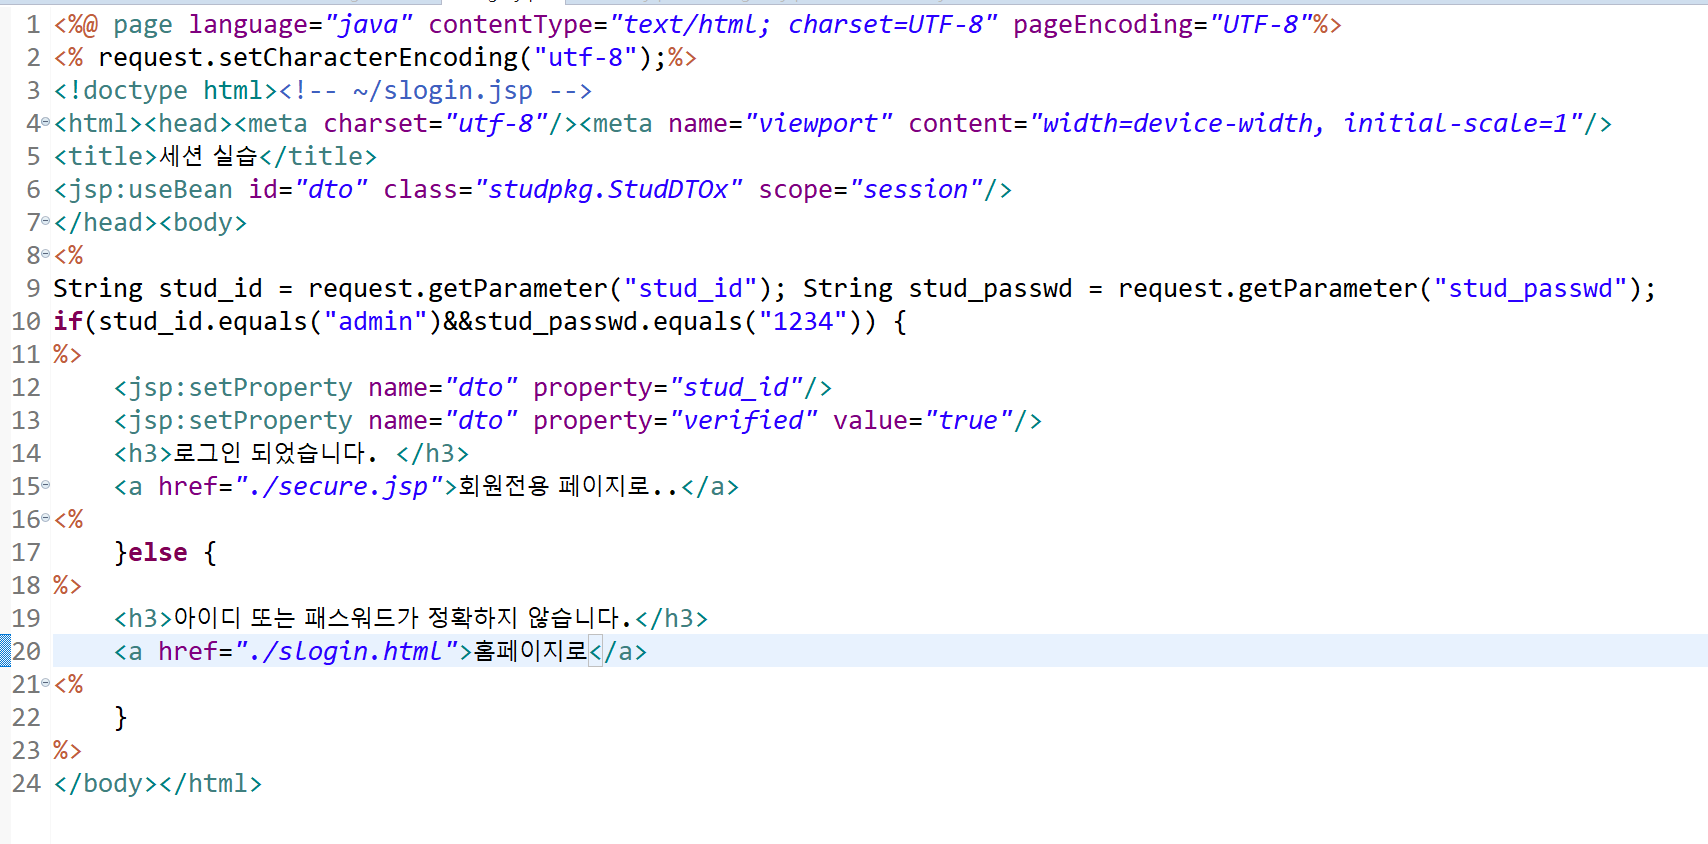 1 <%@ page language="java" contentType="text/html; charset=UTF-8" pageEncoding="UTF-8"%>
2 <% request.setCharacterEncoding("utf-8");%>
3 <!doctype html><!-- ~/slogin.jsp -->
4 <html><head><meta charset="utf-8"/><meta name="viewport" content="width=device-width, initial-scale=1"/>
5 <title>세션 실습</title>
6 <jsp:useBean id="dto" class="studpkg.StudDTOx" scope="session"/>
7 </head><body>
8 <%
9 String stud_id = request.getParameter("stud_id"); String stud_passwd = request.getParameter("stud_passwd");
10 if(stud_id.equals("admin")&&stud_passwd.equals("1234")) {
11 %>
12     <jsp:setProperty name="dto" property="stud_id"/>
13     <jsp:setProperty name="dto" property="verified" value="true"/>
14     <h3>로그인 되었습니다. </h3>
15     <a href="./secure.jsp">회원전용 페이지로..</a>
16 <%
17     }else {
18 %>
19     <h3>아이디 또는 패스워드가 정확하지 않습니다.</h3>
20     <a href="./slogin.html">홈페이지로</a>
21 <%
22     }
23 %>
24 </body></html>